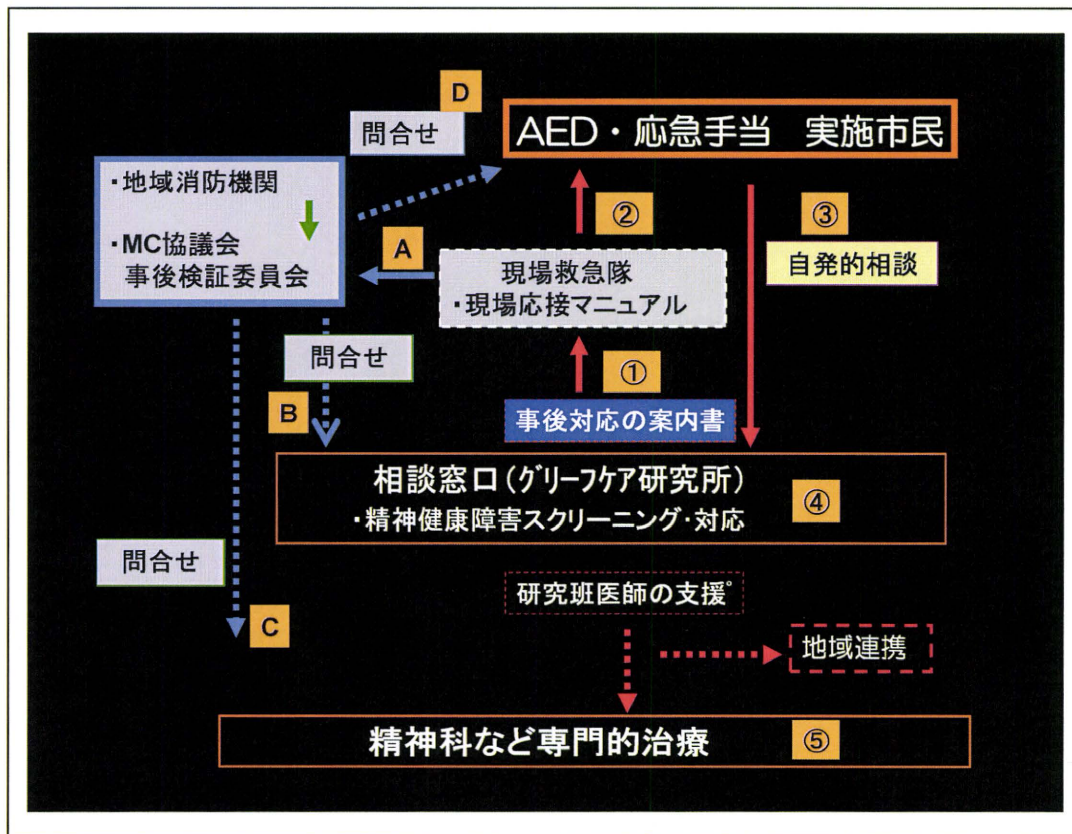 D
問合せ
AED・応急手当　実施市民
・地域消防機関
・MC協議会
事後検証委員会
A
②
③
自発的相談
現場救急隊
・現場応接マニュアル
問合せ
①
B
事後対応の案内書
相談窓口(グリーフケア研究所)
・精神健康障害スクリーニング・対応
④
問合せ
C
研究班医師の支援°
地域連携
精神科など専門的治療
⑤